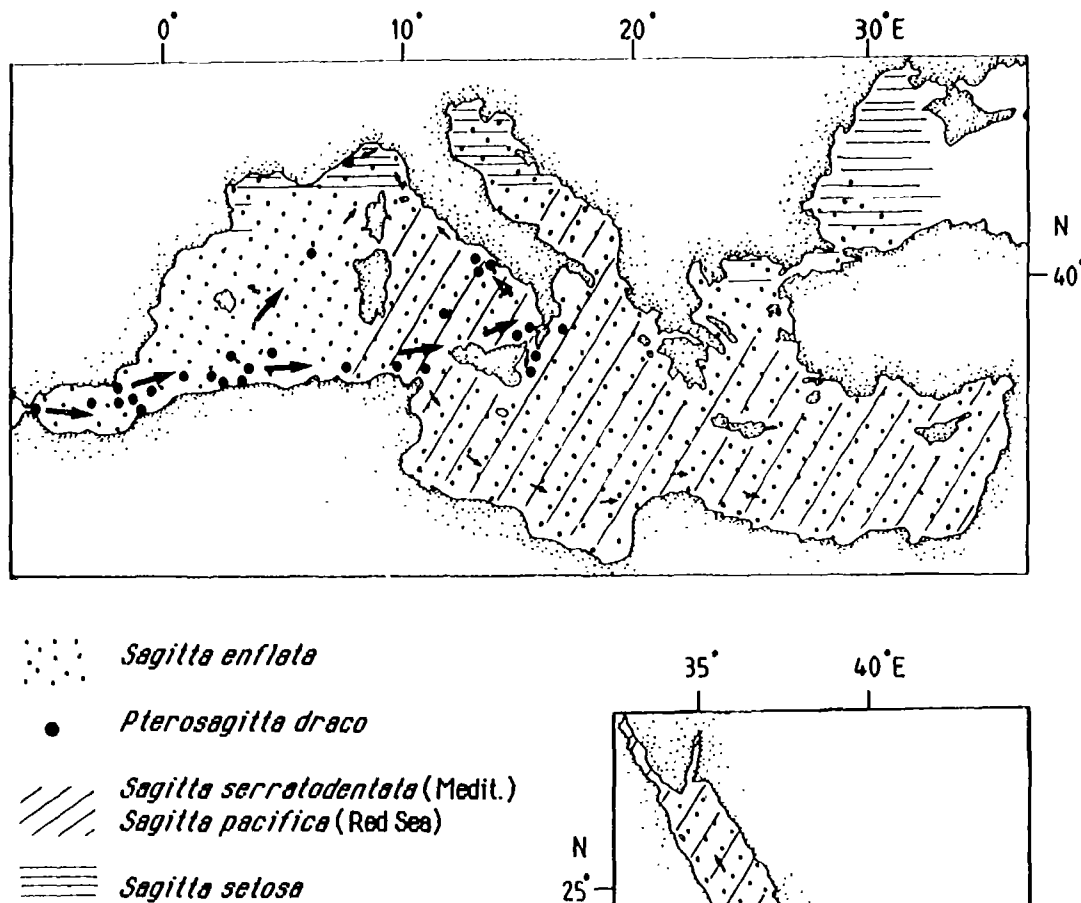 0° 10° 20° 30°E
N
40°
Sagitta enflata
Pterosagitta draco
Sagitta serratodentata (Medit.)
Sagitta pacifica (Red Sea)
Sagitta setosa
35° 40°E
N
25°